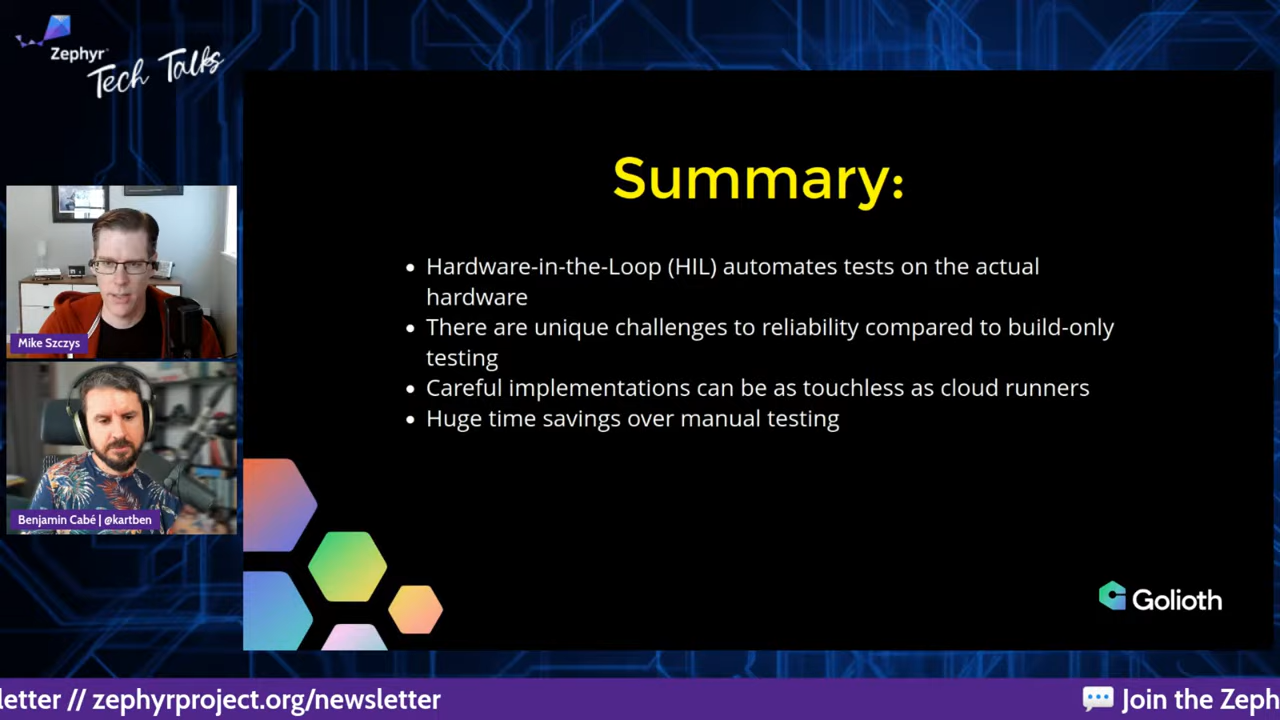 Zephyr
Tech Talks
Summary:
• Hardware-in-the-Loop (HIL) automates tests on the actual
hardware
• There are unique challenges to reliability compared to build-only
testing
• Careful implementations can be as touchless as cloud runners
• Huge time savings over manual testing
Mike Szczys
Benjamin Cabé | @kartben
Golioth
letter // zephyrproject.org/newsletter
💬 Join the Zeph